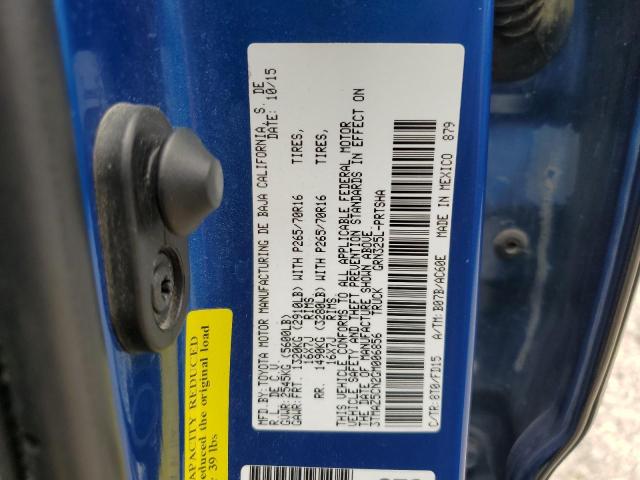 MFD. BY: TOYOTA MOTOR MANUFACTURING DE BAJA CALIFORNIA, S. DE
R.L. DE C.V. DATE: 10/15
GVWR: 2545KG (5600LB)
GAWR: FRT. 1320KG (2910LB) WITH P265/70R16 TIRES,
16X7J RIMS,
RR. 1490KG (3280LB) WITH P265/70R16 TIRES,
16X7J RIMS,
THIS VEHICLE CONFORMS TO ALL APPLICABLE FEDERAL MOTOR
VEHICLE SAFETY AND THEFT PREVENTION STANDARDS IN EFFECT ON
THE DATE OF MANUFACTURE SHOWN ABOVE.
3TMAZ5CN2GM006856 TRUCK GRN325L-PRTSHA
C/TR:8T0/FD15 A/TM:B07B/AC60E MADE IN MEXICO 879
APACITY REDUCED
educed the original load
39 lbs